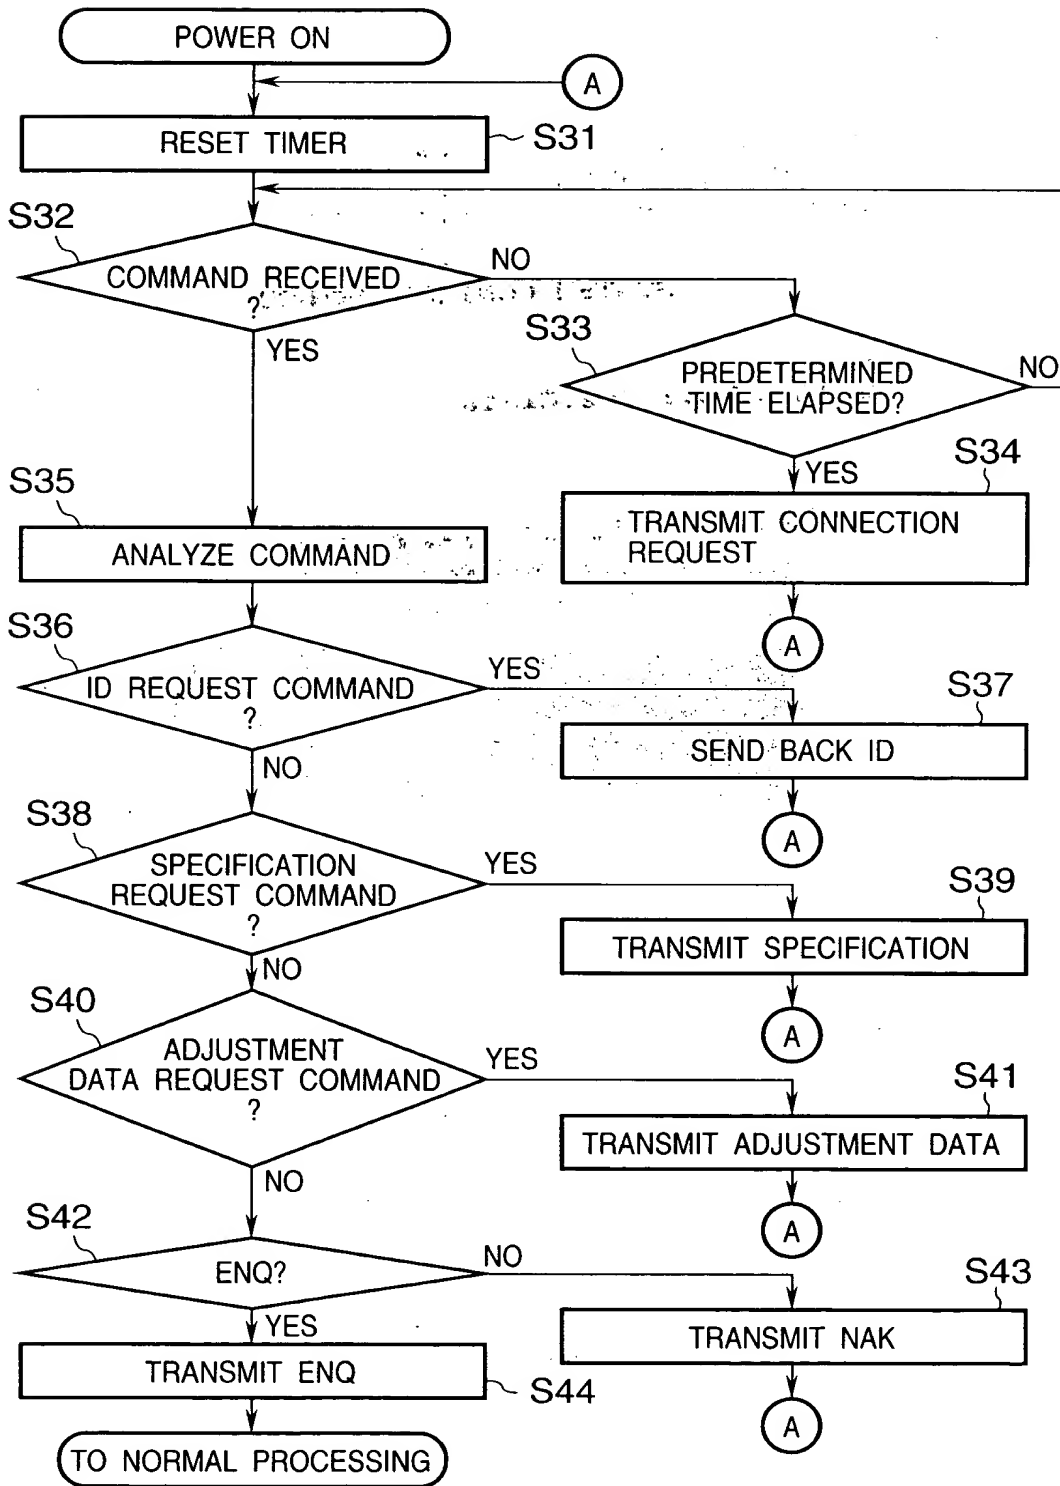 POWER ON
A
RESET TIMER
S31
S32
COMMAND RECEIVED
?
NO
YES
S33
PREDETERMINED
TIME ELAPSED?
NO
YES
S34
TRANSMIT CONNECTION
REQUEST
A
S35
ANALYZE COMMAND
S36
ID REQUEST COMMAND
?
YES
NO
S37
SEND BACK ID
A
S38
SPECIFICATION
REQUEST COMMAND
?
YES
NO
S39
TRANSMIT SPECIFICATION
A
S40
ADJUSTMENT
DATA REQUEST COMMAND
?
YES
NO
S41
TRANSMIT ADJUSTMENT DATA
A
S42
ENQ?
NO
YES
S43
TRANSMIT NAK
A
TRANSMIT ENQ
S44
TO NORMAL PROCESSING